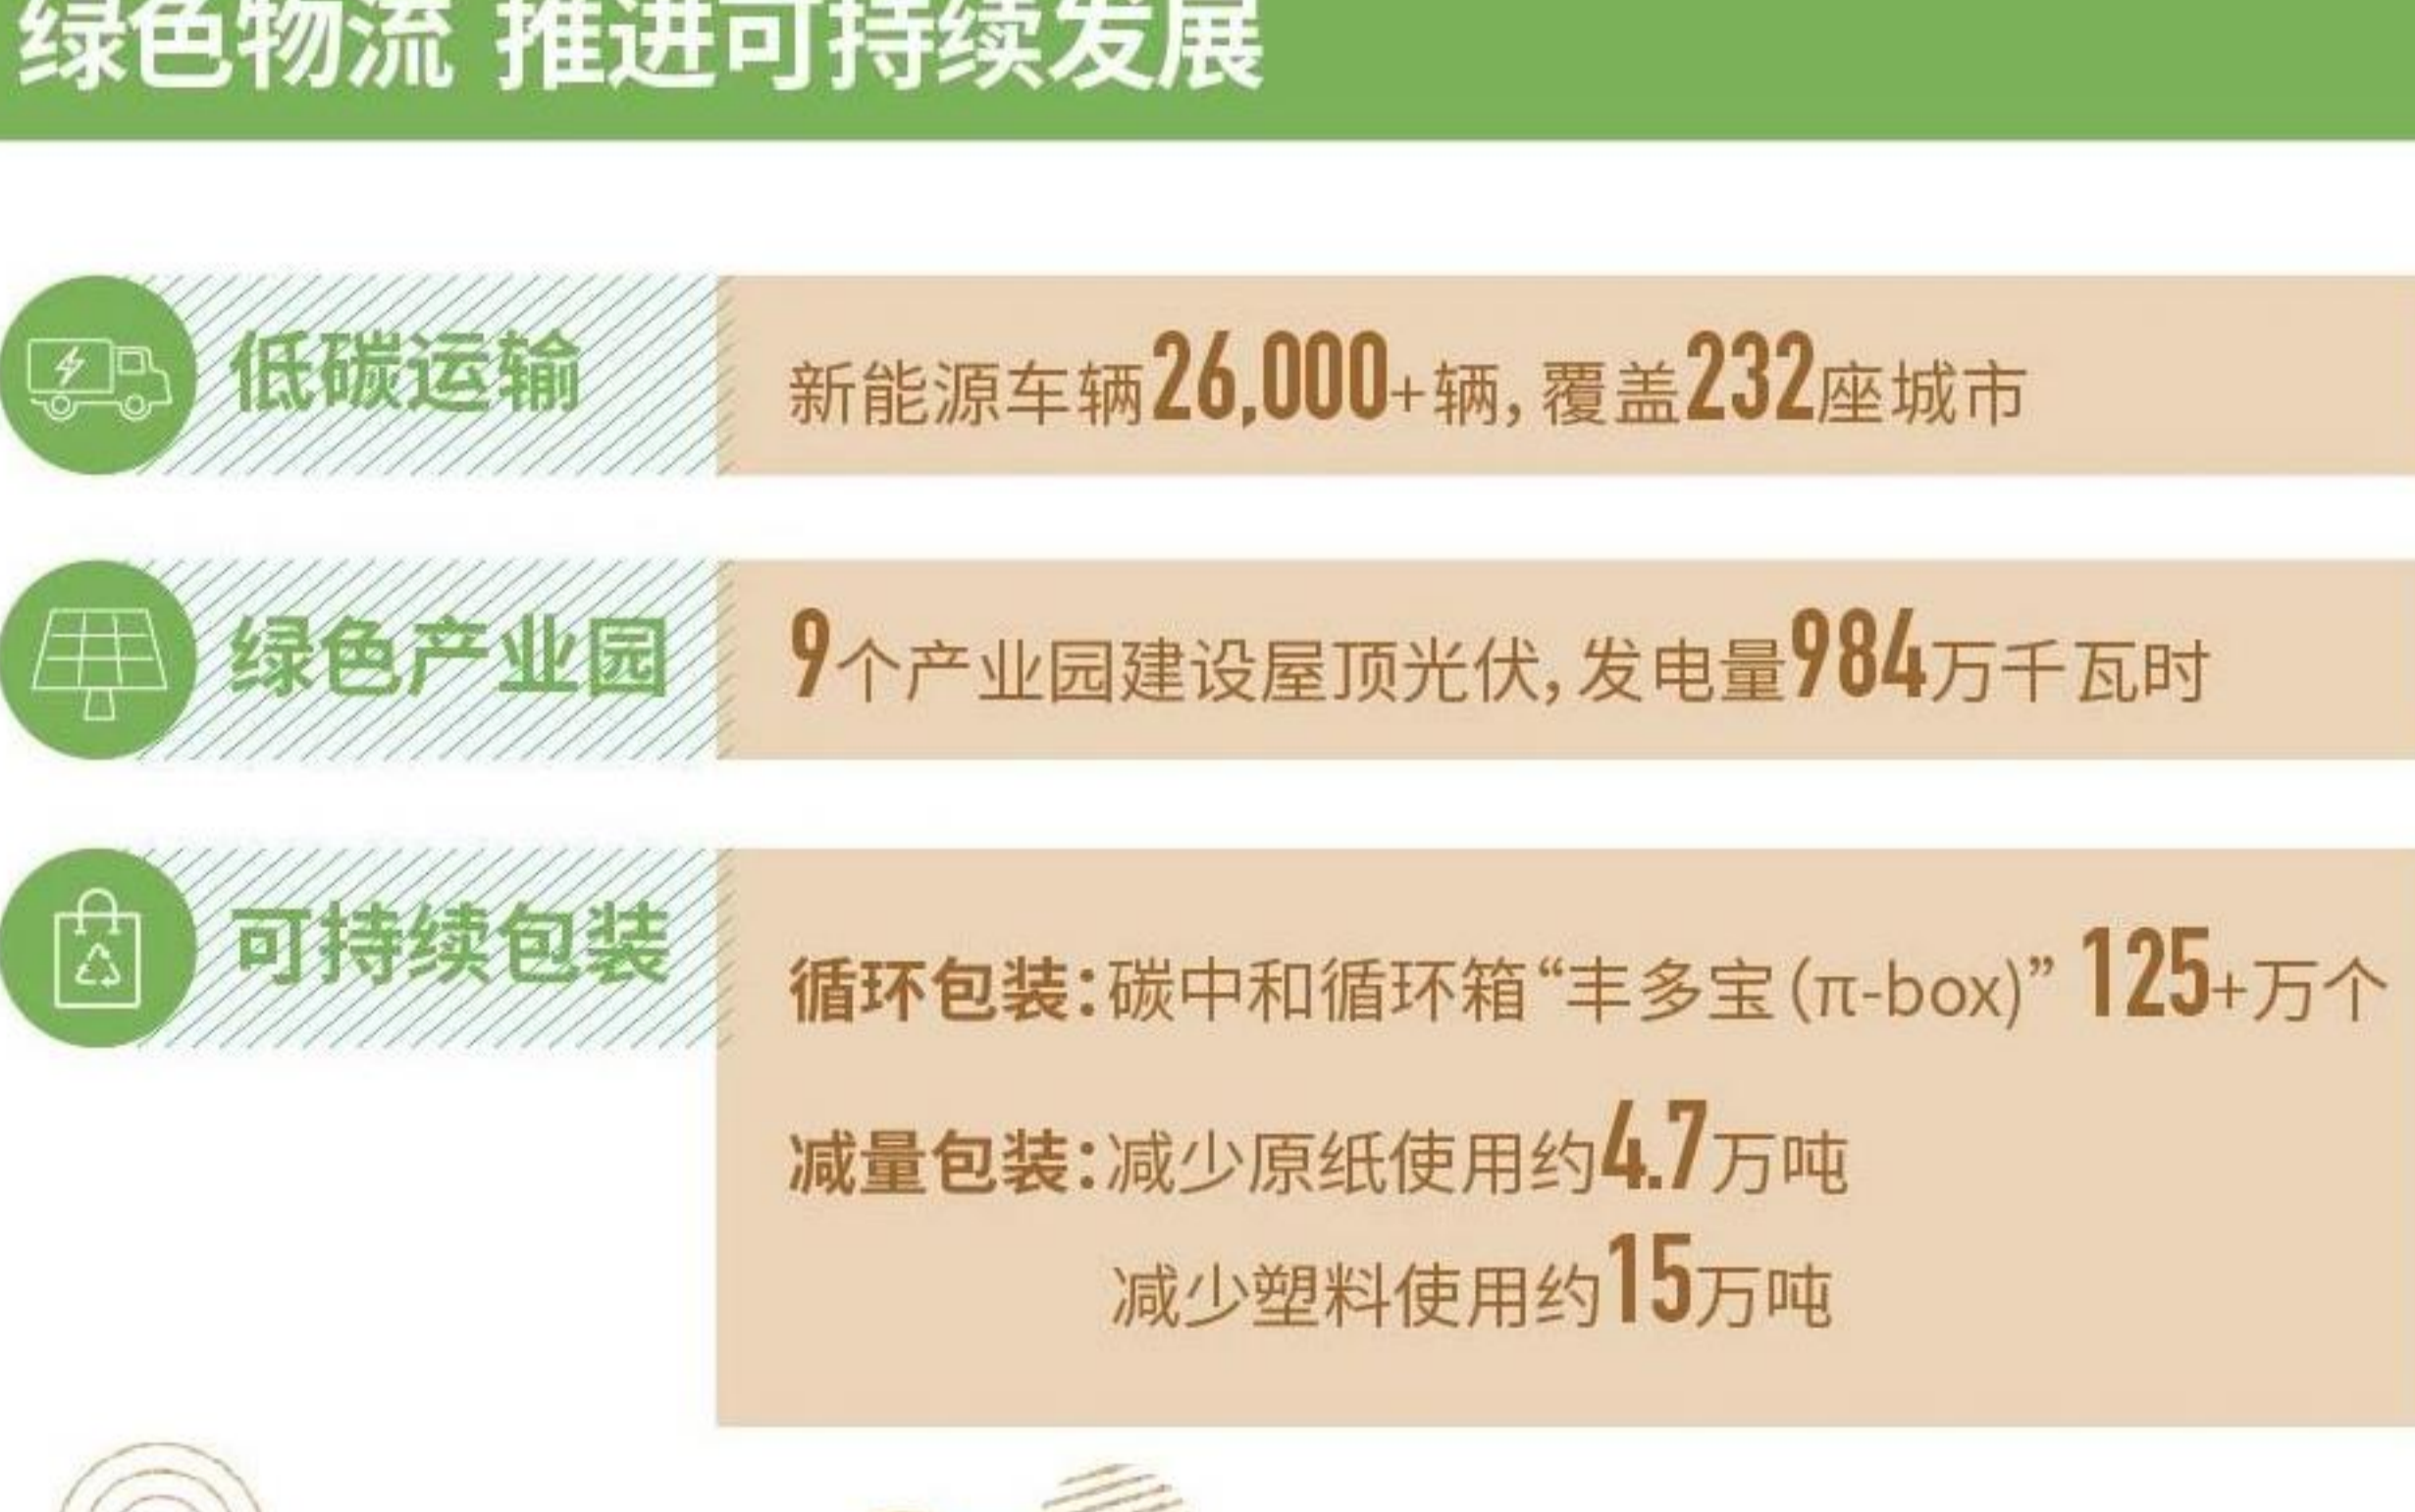 绿色物流 推进可持续发展
低碳运输
新能源车辆26,000+辆，覆盖232座城市
绿色产业园
9个产业园建设屋顶光伏，发电量984万千瓦时
可持续包装
循环包装：碳中和循环箱“丰多宝(π-box)” 125+万个
减量包装：减少原纸使用约4.7万吨
减少塑料使用约15万吨